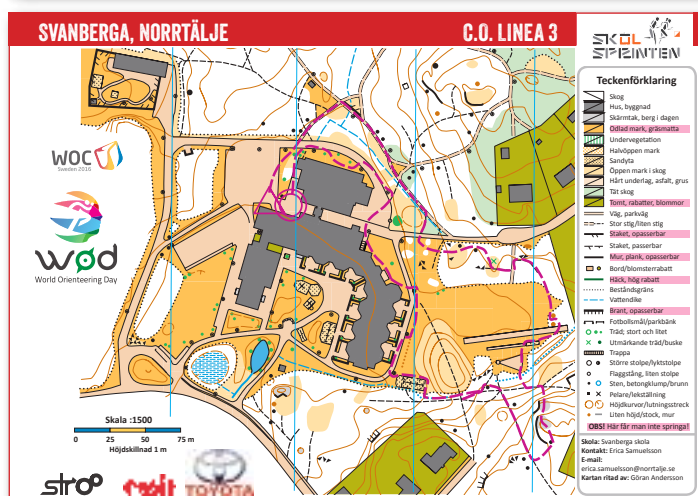 SVANBERGA, NORRTÄLJE
C.O. LINEA 3
SKOL
SPRINTEN
WOC
Sweden 2016
wod
World Orienteering Day
Teckenförklaring
Skog
Hus, byggnad
Skärmtak, berg i dagen
Odlad mark, gräsmatta
Undervegetation
Halvöppen mark
Sandyta
Öppen mark i skog
Hårt underlag, asfalt, grus
Tät skog
Tomt, rabatter, blommor
Väg, parkväg
Stor stig/liten stig
Staket, opasserbar
Staket, passerbar
Mur, plank, opasserbar
Bord/blomsterrabatt
Häck, hög rabatt
Beståndsgräns
Vattendike
Brant, opasserbar
Fotbollsmål/parkbänk
Träd; stort och litet
Utmärkande träd/buske
Trappa
Större stolpe/lyktstolpe
Flaggstång, liten stolpe
Sten, betongklump/brunn
Pelare/lekställning
Höjdkurvor/lutningsstreck
Liten höjd/stock, mur
OBS! Här får man inte springa!
Skola: Svanberga skola
Kontakt: Erica Samuelsson
E-mail:
erica.samuelsson@norrtalje.se
Kartan ritad av: Göran Andersson
Skala :1500
0 25 50 75 m
Höjdskillnad 1 m
TOYOTA